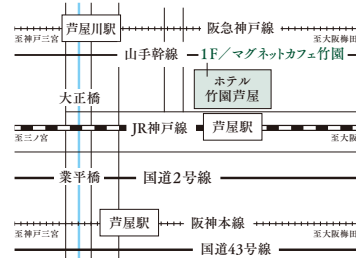 芦屋川駅
阪急神戸線
至神戸三宮
至大阪梅田
山手幹線
1F／マグネットカフェ竹園
ホテル
竹園芦屋
大正橋
JR神戸線
芦屋駅
至三ノ宮
至大阪
業平橋
国道2号線
芦屋駅
阪神本線
至神戸三宮
至大阪梅田
国道43号線